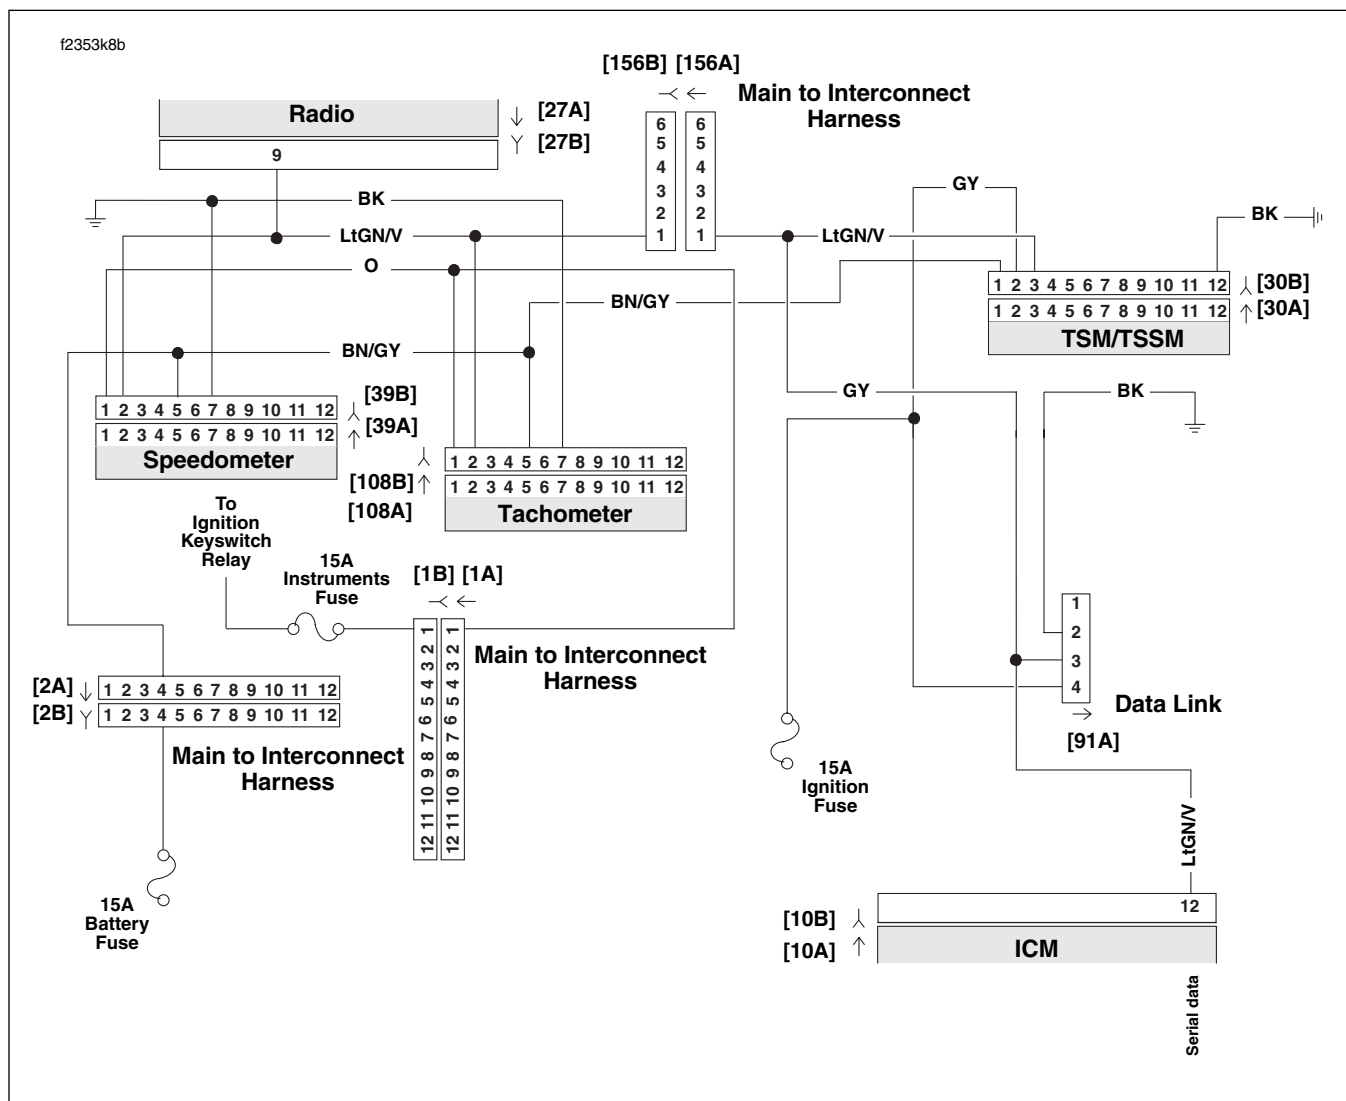 f2353k8b
[156B] [156A]
Main to Interconnect
Harness
Radio
[27A]
[27B]
9
6
5
4
3
2
1
6
5
4
3
2
1
GY
BK
BK
LtGN/V
LtGN/V
O
BN/GY
1 2 3 4 5 6 7 8 9 10 11 12
[30B]
1 2 3 4 5 6 7 8 9 10 11 12
[30A]
TSM/TSSM
BN/GY
GY
BK
[39B]
1 2 3 4 5 6 7 8 9 10 11 12
[39A]
1 2 3 4 5 6 7 8 9 10 11 12
Speedometer
1 2 3 4 5 6 7 8 9 10 11 12
[108B]
1 2 3 4 5 6 7 8 9 10 11 12
[108A]
Tachometer
To
Ignition
Keyswitch
Relay
15A
Instruments
Fuse
[1B] [1A]
1 2 3 4 5 6 7 8 9 10 11 12
1 2 3 4 5 6 7 8 9 10 11 12
Main to Interconnect
Harness
1
2
3
4
Data Link
[91A]
[2A]
1 2 3 4 5 6 7 8 9 10 11 12
[2B]
1 2 3 4 5 6 7 8 9 10 11 12
Main to Interconnect
Harness
15A
Ignition
Fuse
LtGN/V
15A
Battery
Fuse
12
[10B]
[10A]
ICM
Serial data